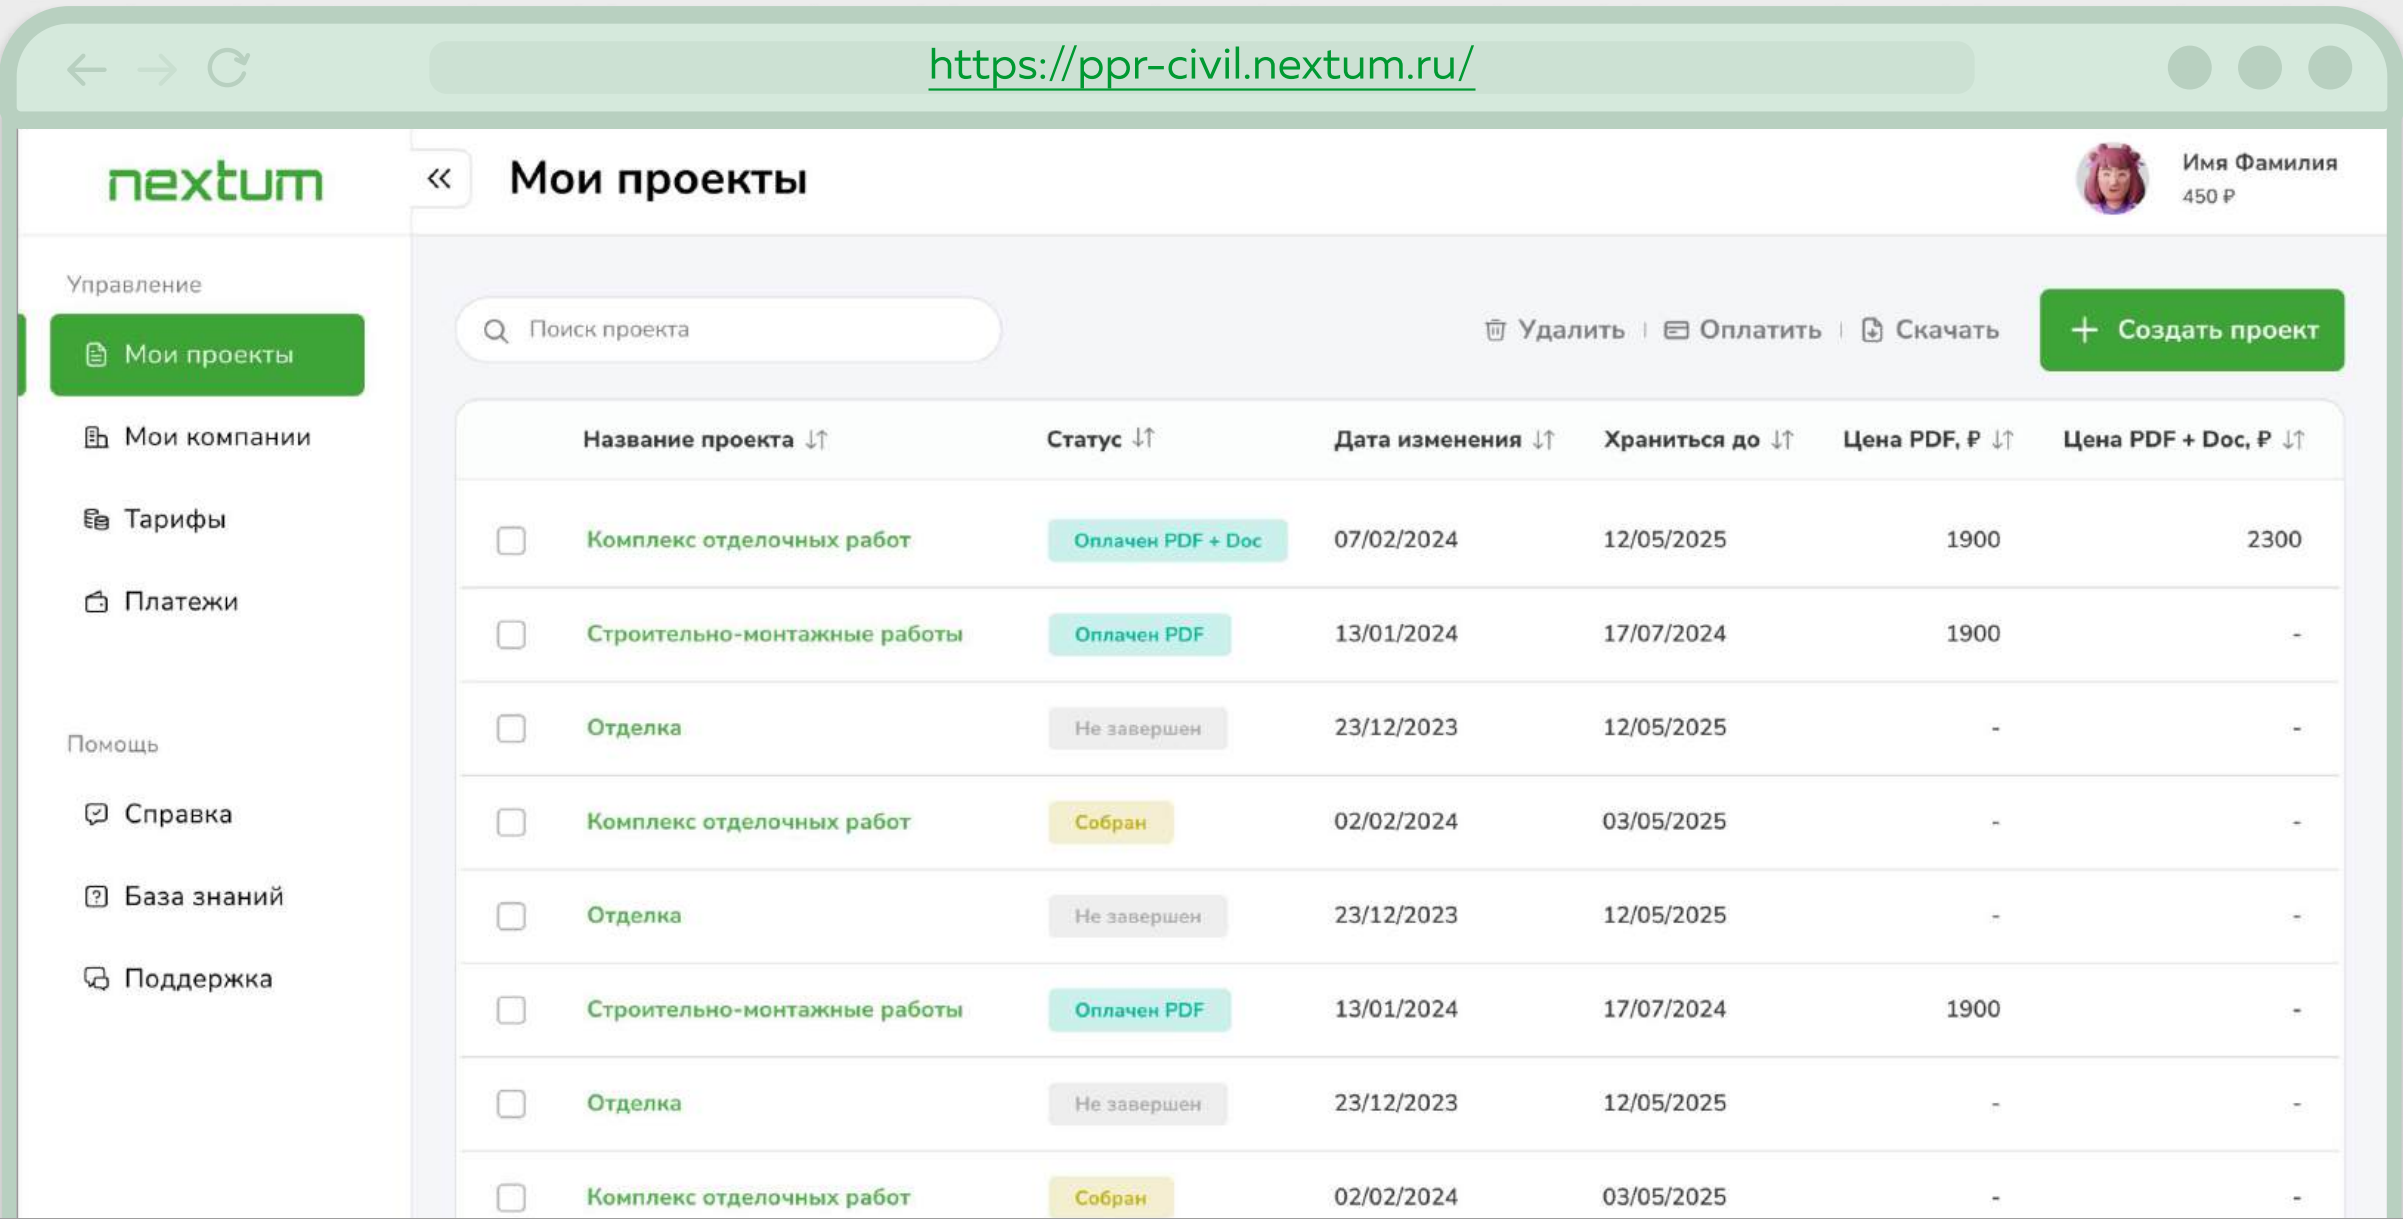 https://ppr-civil.nextum.ru/
nextum
Мои проекты
Имя Фамилия
450 ₽
Управление
Мои проекты
Мои компании
Тарифы
Платежи
Помощь
Справка
База знаний
Поддержка
Поиск проекта
Удалить | Оплатить | Скачать
+ Создать проект
Название проекта Статус Дата изменения Храниться до Цена PDF, ₽ Цена PDF + Doc, ₽
Комплекс отделочных работ Оплачен PDF + Doc 07/02/2024 12/05/2025 1900 2300
Строительно-монтажные работы Оплачен PDF 13/01/2024 17/07/2024 1900 -
Отделка Не завершен 23/12/2023 12/05/2025 - -
Комплекс отделочных работ Собран 02/02/2024 03/05/2025 - -
Отделка Не завершен 23/12/2023 12/05/2025 - -
Строительно-монтажные работы Оплачен PDF 13/01/2024 17/07/2024 1900 -
Отделка Не завершен 23/12/2023 12/05/2025 - -
Комплекс отделочных работ Собран 02/02/2024 03/05/2025 - -